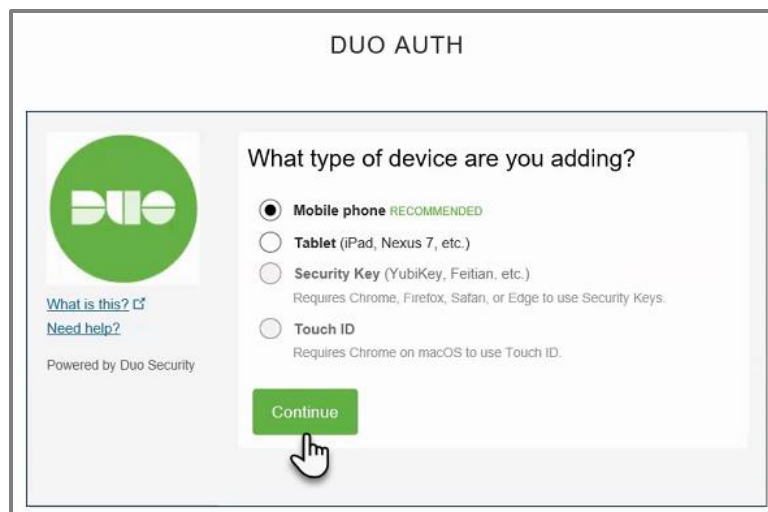 DUO AUTH
DUO
What is this?
Need help?
Powered by Duo Security
What type of device are you adding?
Mobile phone RECOMMENDED
Tablet (iPad, Nexus 7, etc.)
Security Key (YubiKey, Feitian, etc.)
Requires Chrome, Firefox, Safari, or Edge to use Security Keys.
Touch ID
Requires Chrome on macOS to use Touch ID.
Continue